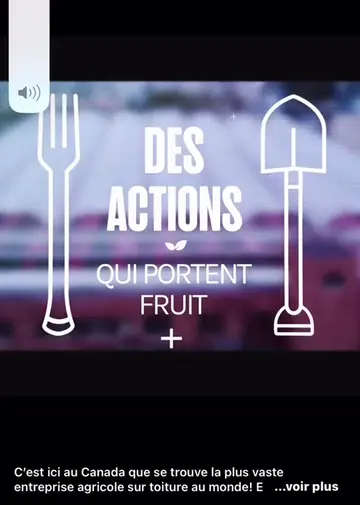 DES
ACTIONS
QUI PORTENT
FRUIT
+
C'est ici au Canada que se trouve la plus vaste
entreprise agricole sur toiture au monde! E ...voir plus